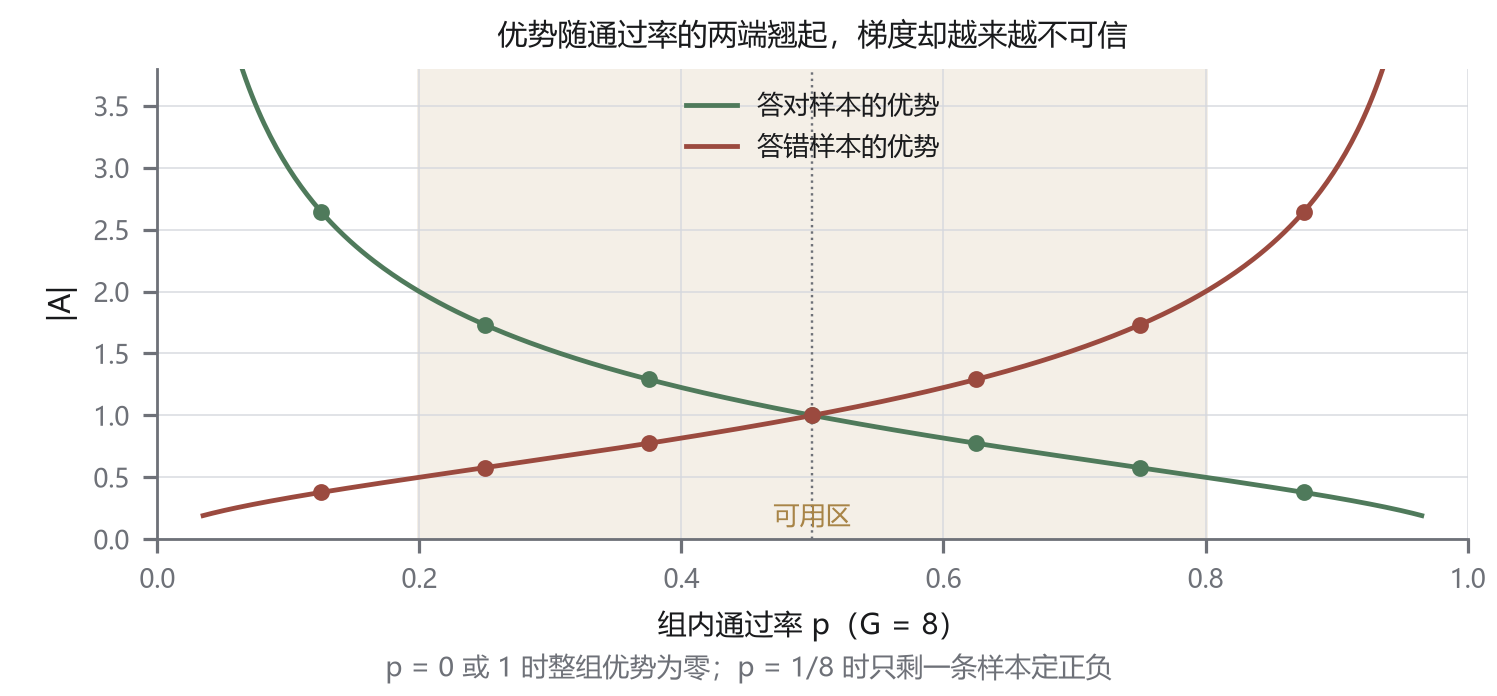 优势随通过率的两端翘起，梯度却越来越不可信
答对样本的优势
答错样本的优势
3.5
3.0
2.5
2.0
1.5
1.0
0.5
0.0
|A|
可用区
0.0 0.2 0.4 0.6 0.8 1.0
组内通过率 p（G = 8）
p = 0 或 1 时整组优势为零；p = 1/8 时只剩一条样本定正负